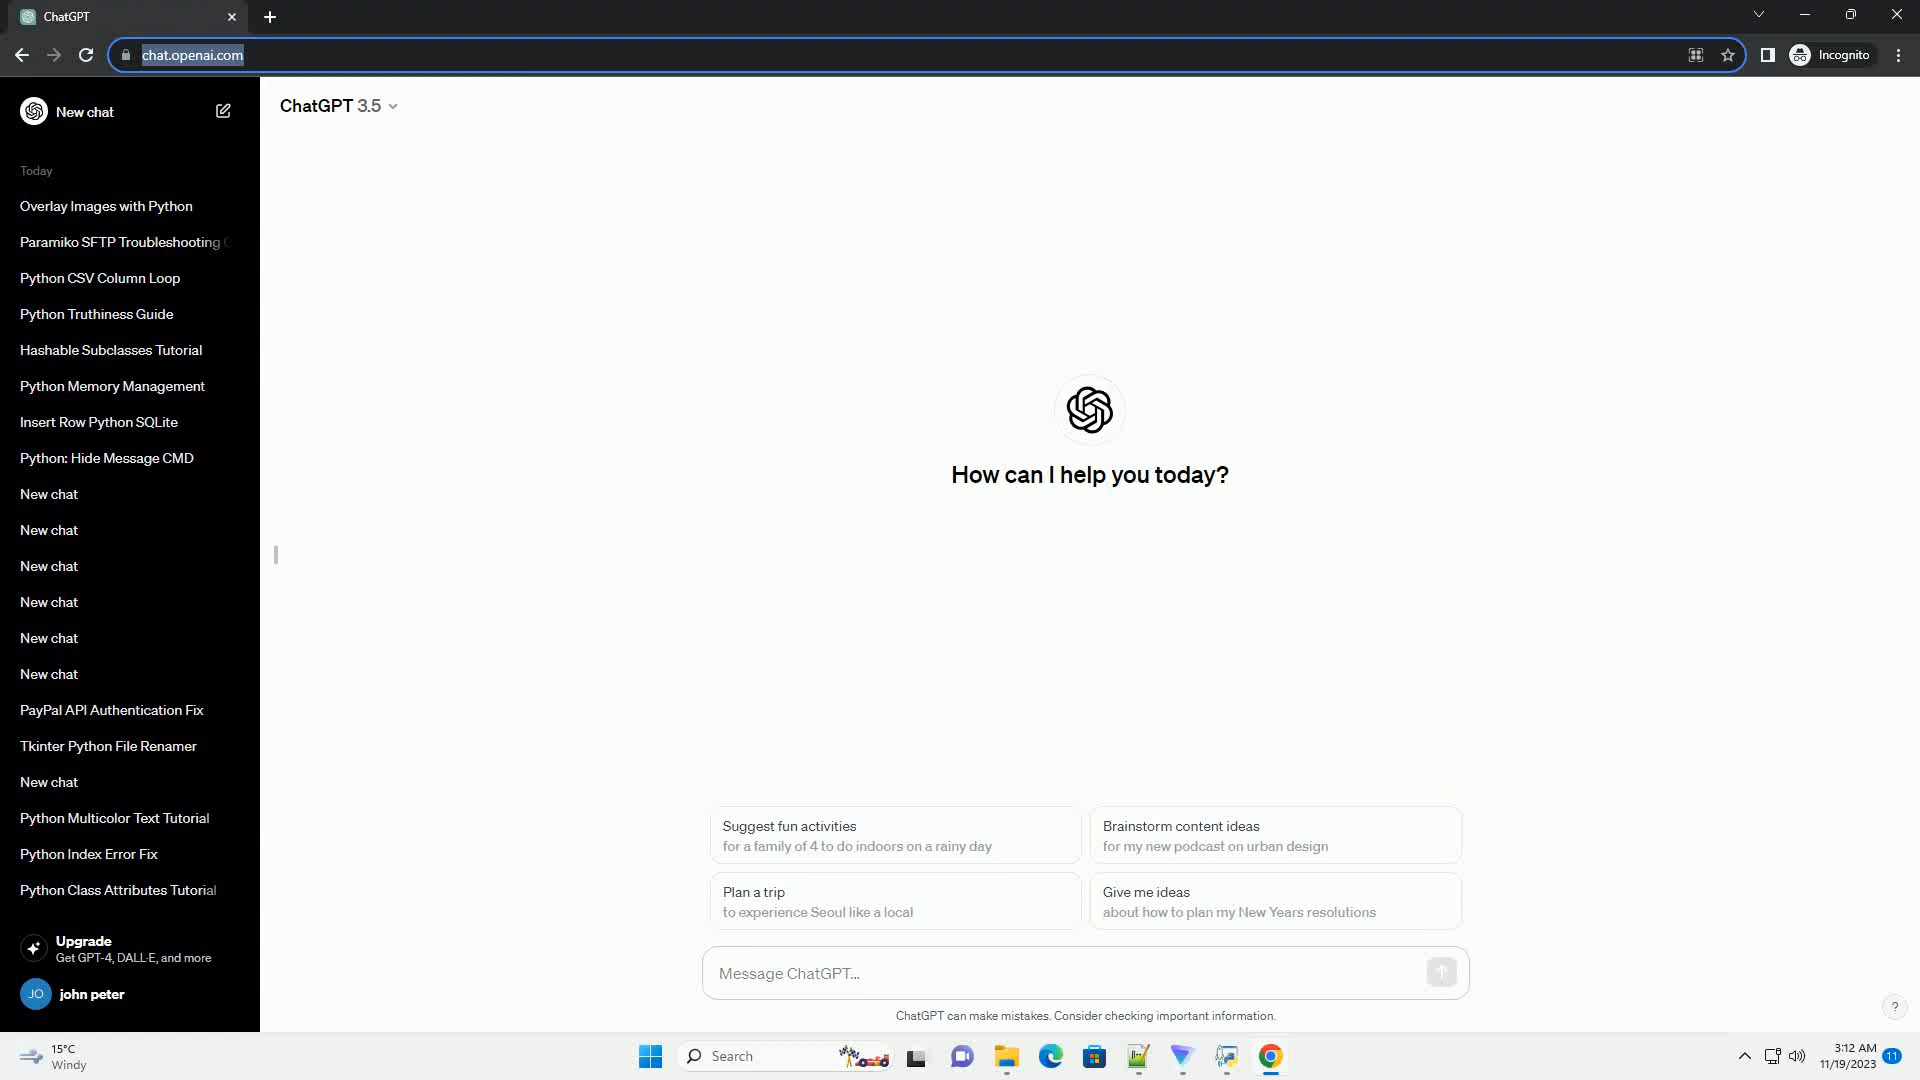 ChatGPT
chat.openai.com
Incognito
New chat
ChatGPT 3.5
Today
Overlay Images with Python
Paramiko SFTP Troubleshooting
Python CSV Column Loop
Python Truthiness Guide
Hashable Subclasses Tutorial
Python Memory Management
Insert Row Python SQLite
Python: Hide Message CMD
New chat
New chat
New chat
New chat
New chat
New chat
PayPal API Authentication Fix
Tkinter Python File Renamer
New chat
Python Multicolor Text Tutorial
Python Index Error Fix
Python Class Attributes Tutorial
Upgrade
Get GPT-4, DALL·E, and more
JO john peter
How can I help you today?
Suggest fun activities
for a family of 4 to do indoors on a rainy day
Brainstorm content ideas
for my new podcast on urban design
Plan a trip
to experience Seoul like a local
Give me ideas
about how to plan my New Years resolutions
Message ChatGPT...
ChatGPT can make mistakes. Consider checking important information.
?
15°C
Windy
Search
3:12 AM
11/19/2023
11